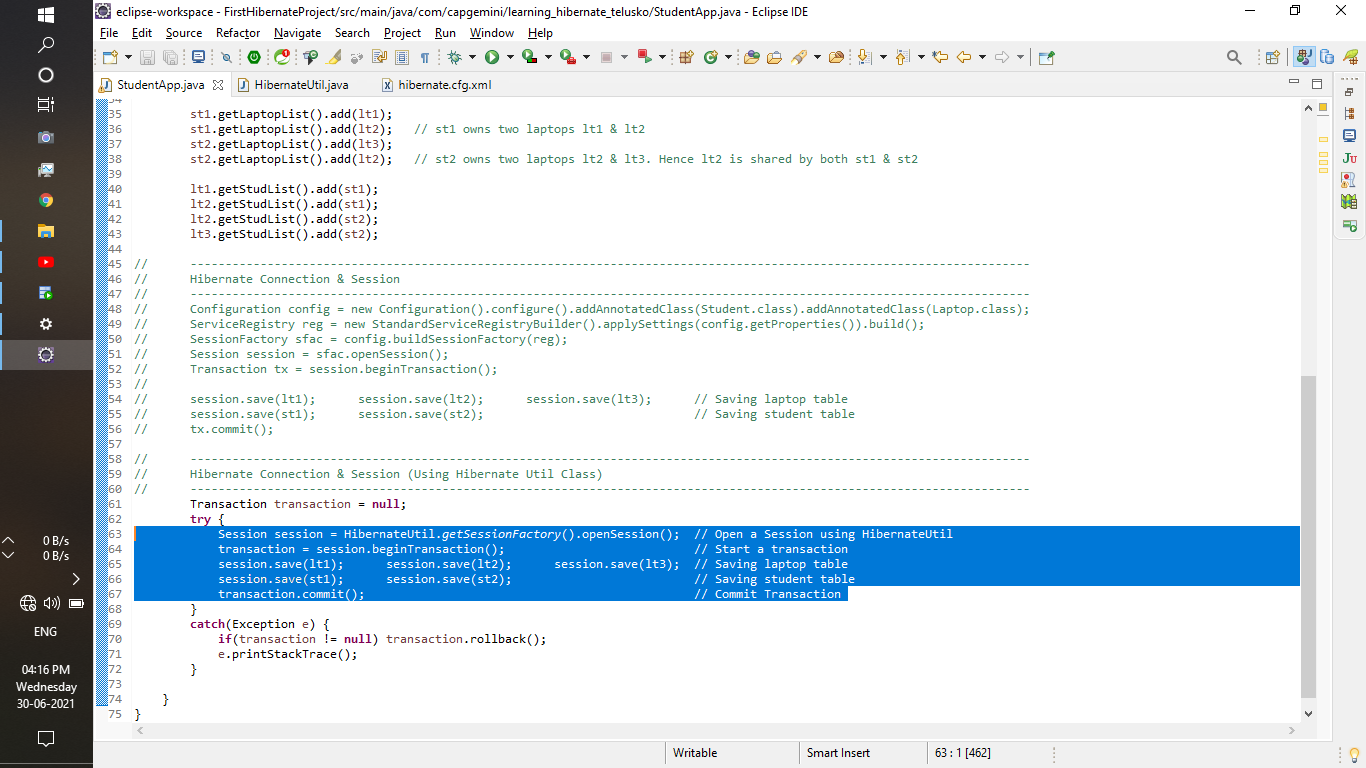 eclipse-workspace - FirstHibernateProject/src/main/java/com/capgemini/learning_hibernate_telusko/StudentApp.java - Eclipse IDE
File Edit Source Refactor Navigate Search Project Run Window Help
StudentApp.java HibernateUtil.java hibernate.cfg.xml
34
35 st1.getLaptopList().add(lt1);
36 st1.getLaptopList().add(lt2); // st1 owns two laptops lt1 & lt2
37 st2.getLaptopList().add(lt3);
38 st2.getLaptopList().add(lt2); // st2 owns two laptops lt2 & lt3. Hence lt2 is shared by both st1 & st2
39
40 lt1.getStudList().add(st1);
41 lt2.getStudList().add(st1);
42 lt2.getStudList().add(st2);
43 lt3.getStudList().add(st2);
44
45 // ------------------------------------------------------------------------------------------------------------------------
46 // Hibernate Connection & Session
47 // ------------------------------------------------------------------------------------------------------------------------
48 // Configuration config = new Configuration().configure().addAnnotatedClass(Student.class).addAnnotatedClass(Laptop.class);
49 // ServiceRegistry reg = new StandardServiceRegistryBuilder().applySettings(config.getProperties()).build();
50 // SessionFactory sfac = config.buildSessionFactory(reg);
51 // Session session = sfac.openSession();
52 // Transaction tx = session.beginTransaction();
53 //
54 // session.save(lt1); session.save(lt2); session.save(lt3); // Saving laptop table
55 // session.save(st1); session.save(st2); // Saving student table
56 // tx.commit();
57
58 // ------------------------------------------------------------------------------------------------------------------------
59 // Hibernate Connection & Session (Using Hibernate Util Class)
60 // ------------------------------------------------------------------------------------------------------------------------
61 Transaction transaction = null;
62 try {
63 Session session = HibernateUtil.getSessionFactory().openSession(); // Open a Session using HibernateUtil
64 transaction = session.beginTransaction(); // Start a transaction
65 session.save(lt1); session.save(lt2); session.save(lt3); // Saving laptop table
66 session.save(st1); session.save(st2); // Saving student table
67 transaction.commit(); // Commit Transaction
68 }
69 catch(Exception e) {
70 if(transaction != null) transaction.rollback();
71 e.printStackTrace();
72 }
73
74 }
75 }
Writable Smart Insert 63 : 1 [462]
0 B/s
0 B/s
ENG
04:16 PM
Wednesday
30-06-2021